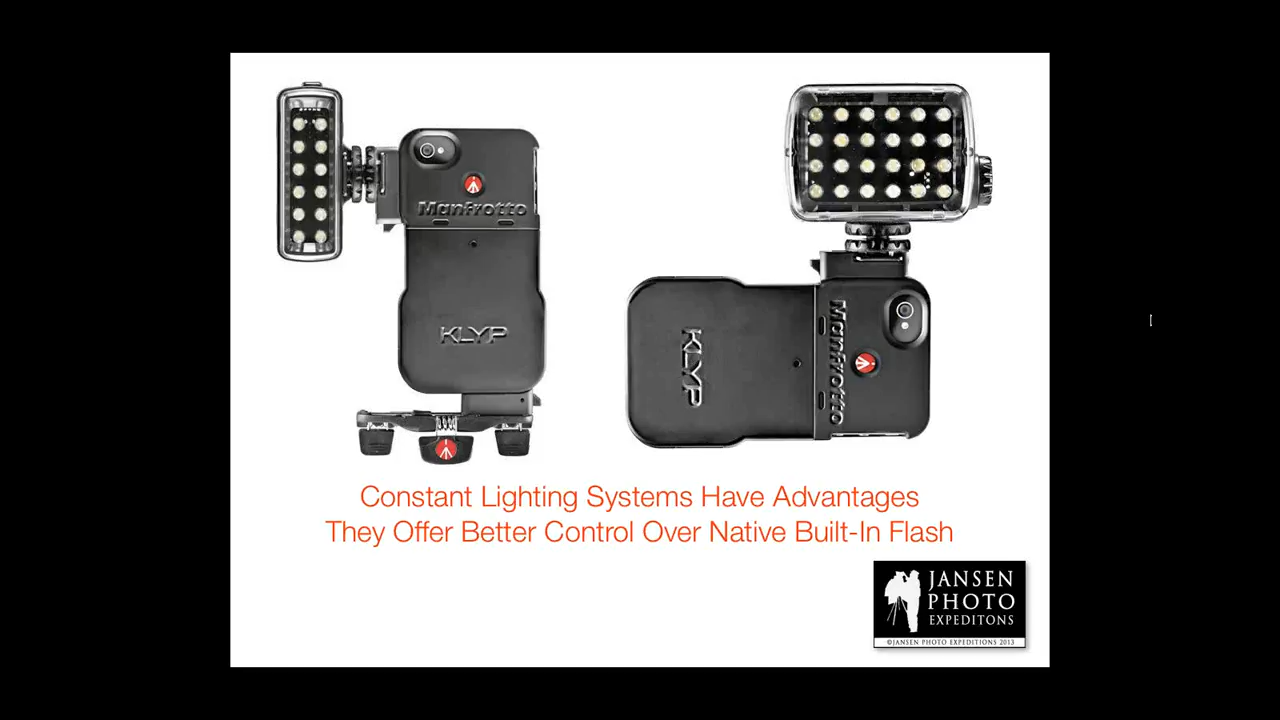 Manfrotto
KLYP
Manfrotto
KLYP
Constant Lighting Systems Have Advantages
They Offer Better Control Over Native Built-In Flash
JANSEN
PHOTO
EXPEDITONS
©JANSEN PHOTO EXPEDITIONS 2013